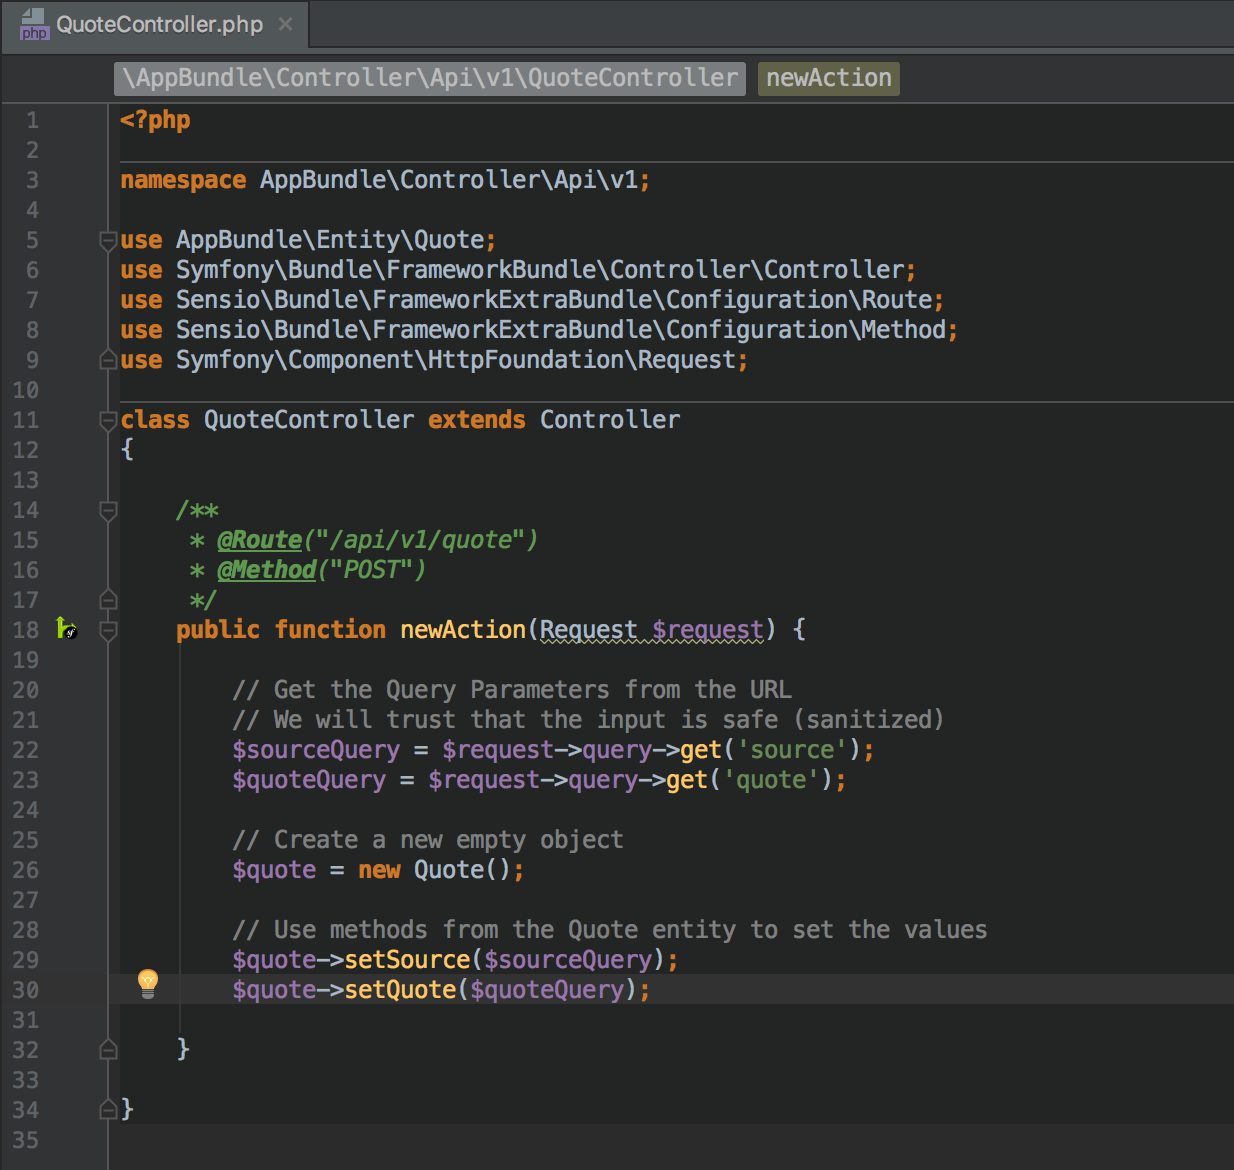 php QuoteController.php ×
\AppBundle\Controller\Api\v1\QuoteController newAction
1 <?php
2
3 namespace AppBundle\Controller\Api\v1;
4
5 use AppBundle\Entity\Quote;
6 use Symfony\Bundle\FrameworkBundle\Controller\Controller;
7 use Sensio\Bundle\FrameworkExtraBundle\Configuration\Route;
8 use Sensio\Bundle\FrameworkExtraBundle\Configuration\Method;
9 use Symfony\Component\HttpFoundation\Request;
10
11 class QuoteController extends Controller
12 {
13
14     /**
15      * @Route("/api/v1/quote")
16      * @Method("POST")
17      */
18     public function newAction(Request $request) {
19
20         // Get the Query Parameters from the URL
21         // We will trust that the input is safe (sanitized)
22         $sourceQuery = $request->query->get('source');
23         $quoteQuery = $request->query->get('quote');
24
25         // Create a new empty object
26         $quote = new Quote();
27
28         // Use methods from the Quote entity to set the values
29         $quote->setSource($sourceQuery);
30         $quote->setQuote($quoteQuery);
31
32     }
33
34 }
35